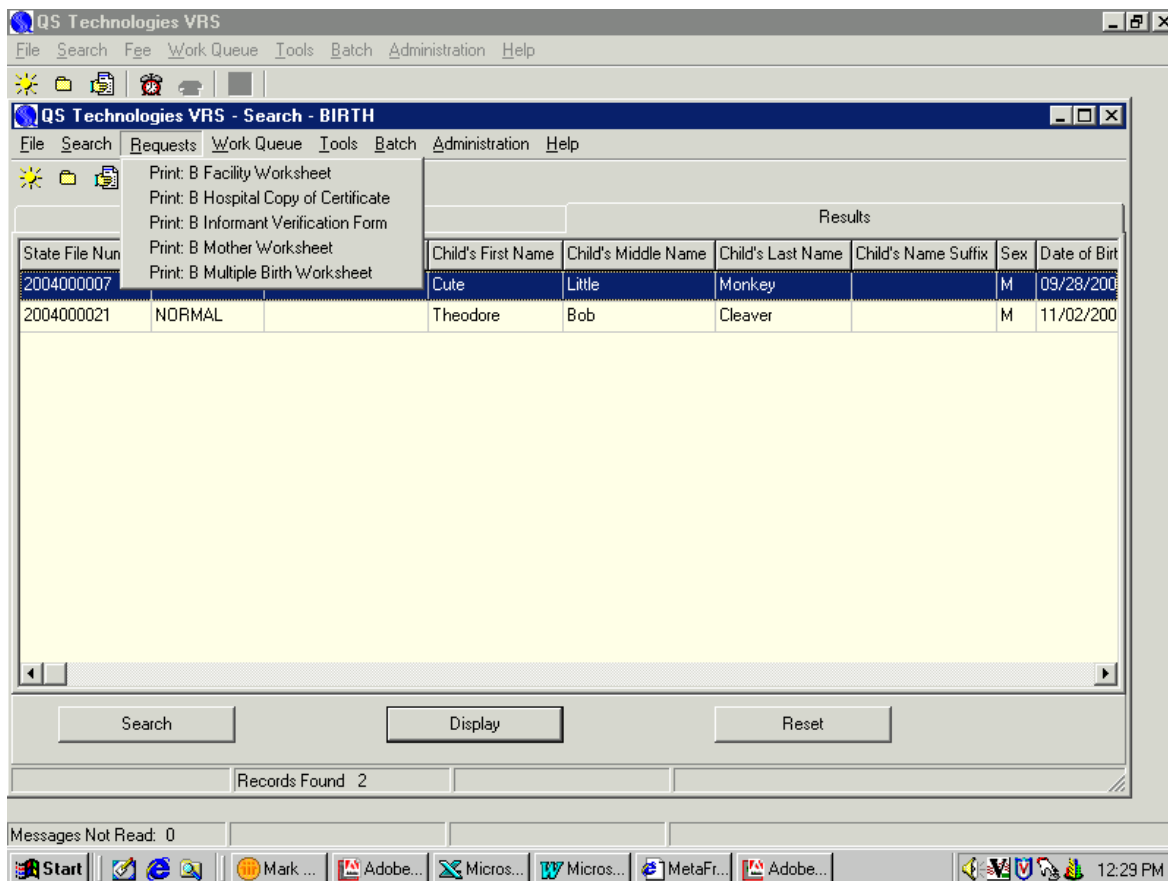 QS Technologies VRS
File Search Fee Work Queue Tools Batch Administration Help
QS Technologies VRS - Search - BIRTH
File Search Requests Work Queue Tools Batch Administration Help
Print: B Facility Worksheet
Print: B Hospital Copy of Certificate
Print: B Informant Verification Form
Print: B Mother Worksheet
Print: B Multiple Birth Worksheet
Results
State File Num Child's First Name Child's Middle Name Child's Last Name Child's Name Suffix Sex Date of Birt
2004000007 Cute Little Monkey M 09/28/200
2004000021 NORMAL Theodore Bob Cleaver M 11/02/200
Search Display Reset
Records Found 2
Messages Not Read: 0
Start Mark ... Adobe... Micros... Micros... MetaFr... Adobe... 12:29 PM